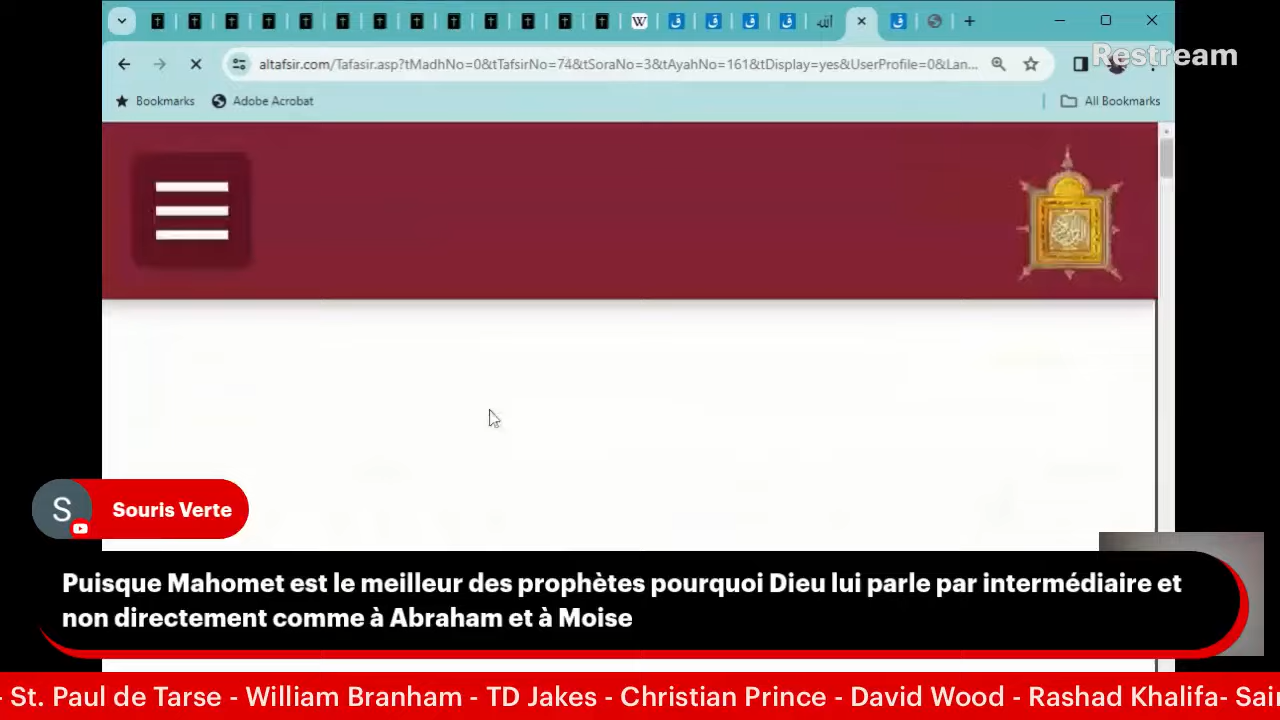 W
altafsir.com/Tafasir.asp?tMadhNo=0&tTafsirNo=74&tSoraNo=3&tAyahNo=161&tDisplay=yes&UserProfile=0&Lan...
Restream
Bookmarks
Adobe Acrobat
All Bookmarks
S
Souris Verte
Puisque Mahomet est le meilleur des prophètes pourquoi Dieu lui parle par intermédiaire et
non directement comme à Abraham et à Moise
- St. Paul de Tarse - William Branham - TD Jakes - Christian Prince - David Wood - Rashad Khalifa- Sai